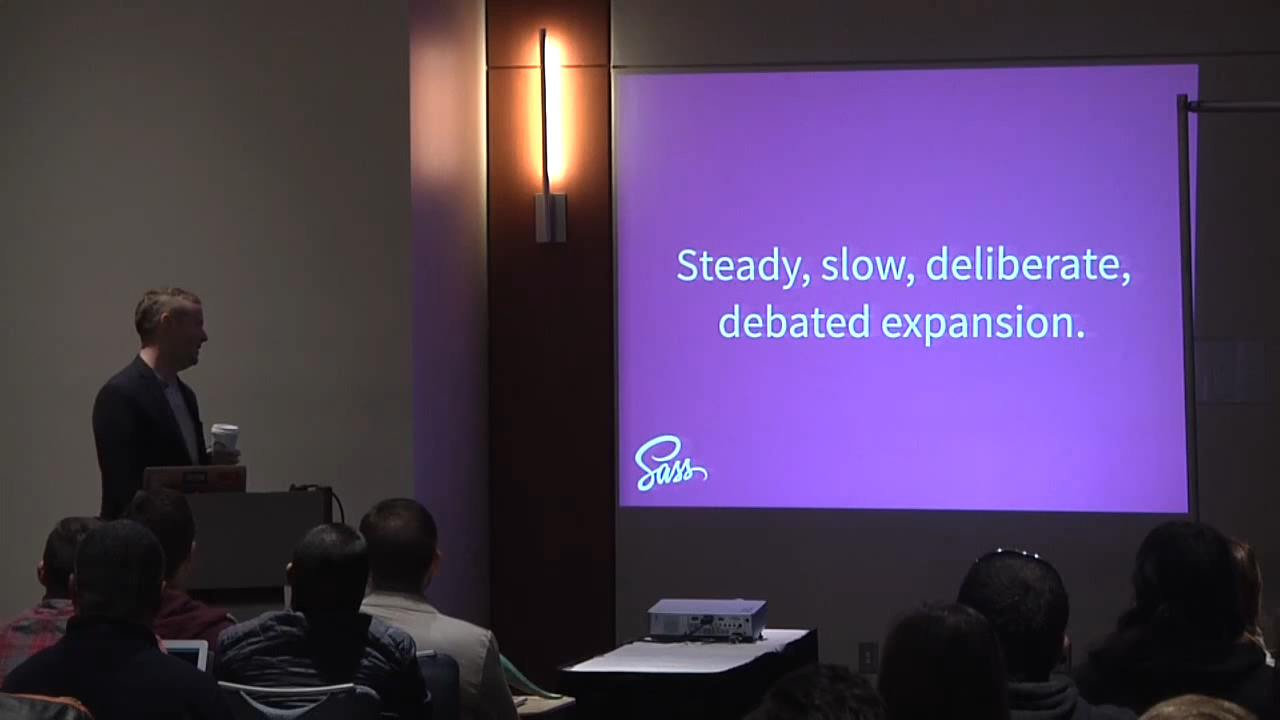 Steady, slow, deliberate,
debated expansion.
Sass